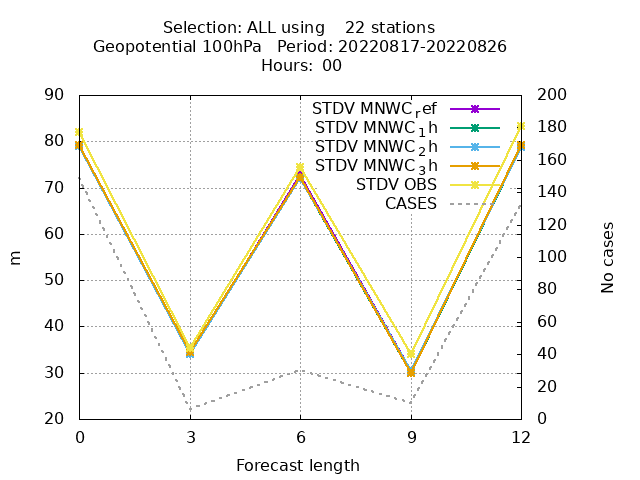 Selection: ALL using    22 stations
Geopotential 100hPa   Period: 20220817-20220826
Hours: 00
90
80
70
60
50
40
30
20
m
200
180
160
140
120
100
80
60
40
20
0
No cases
STDV MNWC_ref
STDV MNWC_1h
STDV MNWC_2h
STDV MNWC_3h
STDV OBS
CASES
0 3 6 9 12
Forecast length